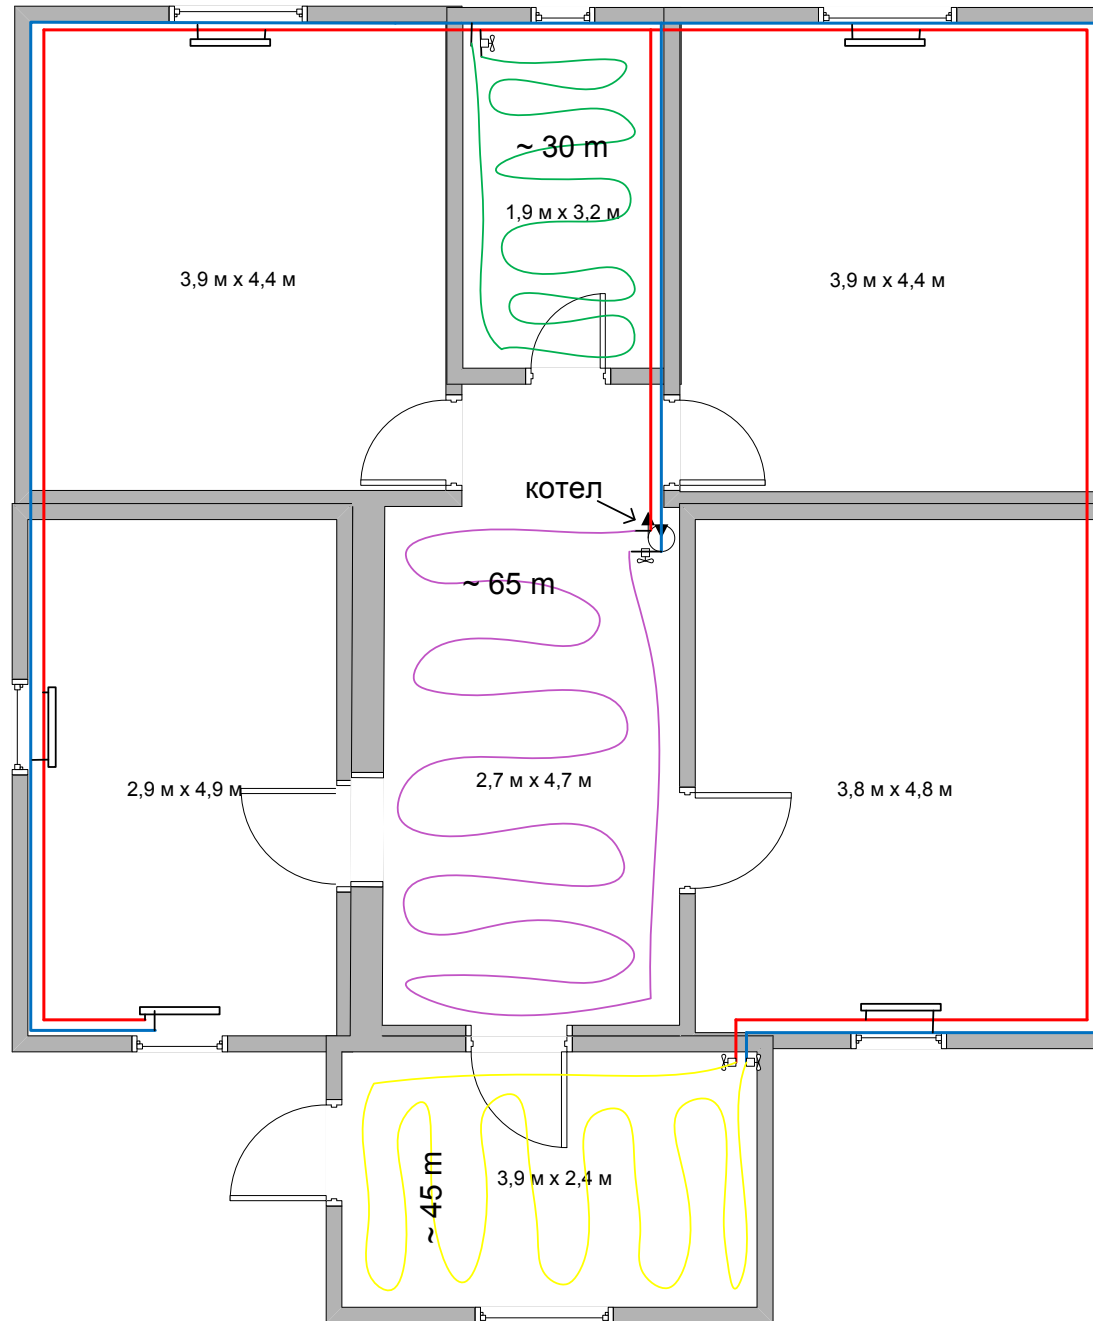 ~ 30 m
1,9 м x 3,2 м
3,9 м x 4,4 м
3,9 м x 4,4 м
котел
~ 65 m
2,9 м x 4,9 м
2,7 м x 4,7 м
3,8 м x 4,8 м
~ 45 m
3,9 м x 2,4 м